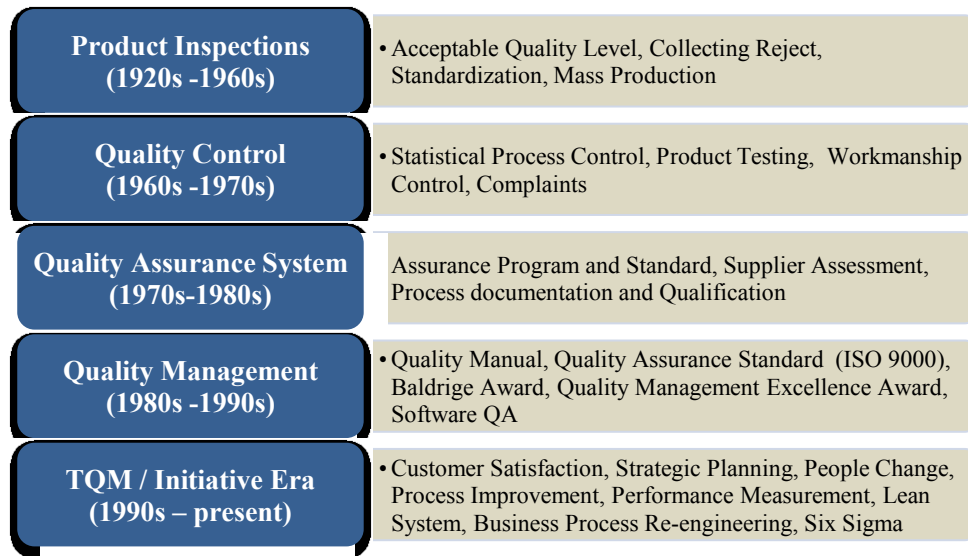 Product Inspections
(1920s -1960s)
• Acceptable Quality Level, Collecting Reject,
Standardization, Mass Production
Quality Control
(1960s -1970s)
• Statistical Process Control, Product Testing, Workmanship
Control, Complaints
Quality Assurance System
(1970s-1980s)
Assurance Program and Standard, Supplier Assessment,
Process documentation and Qualification
Quality Management
(1980s -1990s)
• Quality Manual, Quality Assurance Standard (ISO 9000),
Baldrige Award, Quality Management Excellence Award,
Software QA
TQM / Initiative Era
(1990s – present)
• Customer Satisfaction, Strategic Planning, People Change,
Process Improvement, Performance Measurement, Lean
System, Business Process Re-engineering, Six Sigma